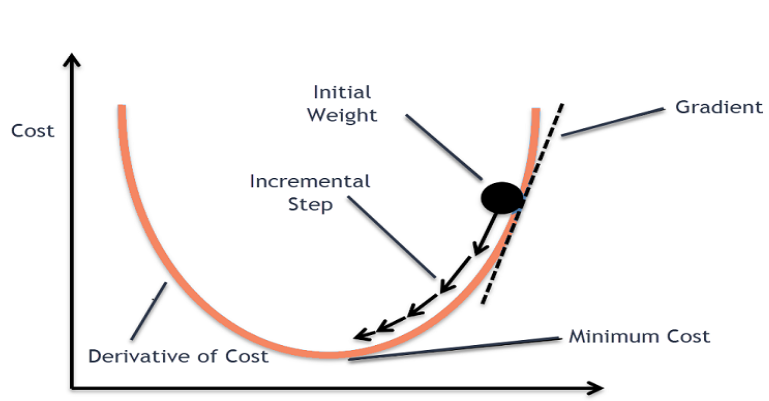 Initial
Weight
Gradient
Cost
Incremental
Step
Minimum Cost
Derivative of Cost